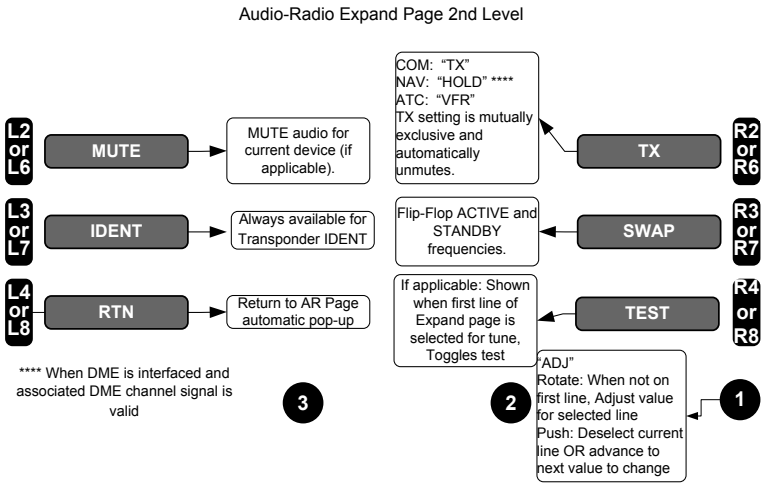 Audio-Radio Expand Page 2nd Level
L2
or
L6
MUTE
MUTE audio for
current device (if
applicable).
COM: “TX”
NAV: “HOLD” ****
ATC: “VFR”
TX setting is mutually
exclusive and
automatically
unmutes.
TX
R2
or
R6
L3
or
L7
IDENT
Always available for
Transponder IDENT
Flip-Flop ACTIVE and
STANDBY
frequencies.
SWAP
R3
or
R7
L4
or
L8
RTN
Return to AR Page
automatic pop-up
If applicable: Shown
when first line of
Expand page is
selected for tune,
Toggles test
TEST
R4
or
R8
**** When DME is interfaced and
associated DME channel signal is
valid
3
2
“ADJ”
Rotate: When not on
first line, Adjust value
for selected line
Push: Deselect current
line OR advance to
next value to change
1